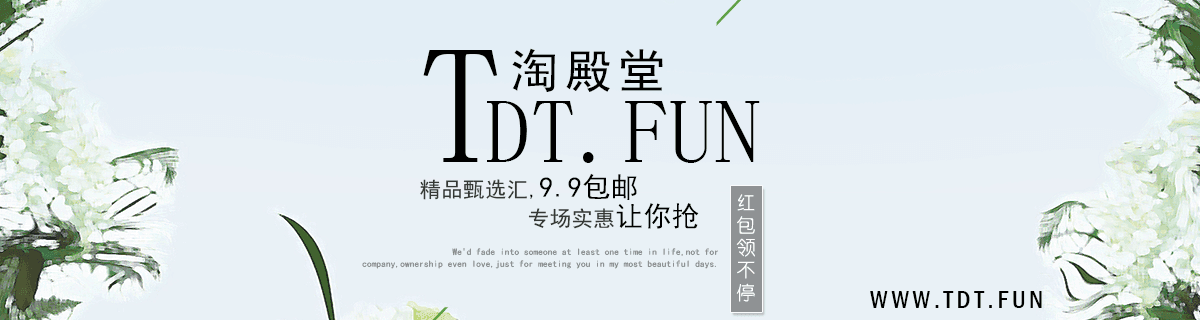 淘殿堂
TDT.FUN
精品甄选汇,9.9包邮
专场实惠让你抢
红包领不停
We'd fade into someone at least one time in life,not for
company,ownership even love,just for meeting you in my most beautiful days.
WWW.TDT.FUN